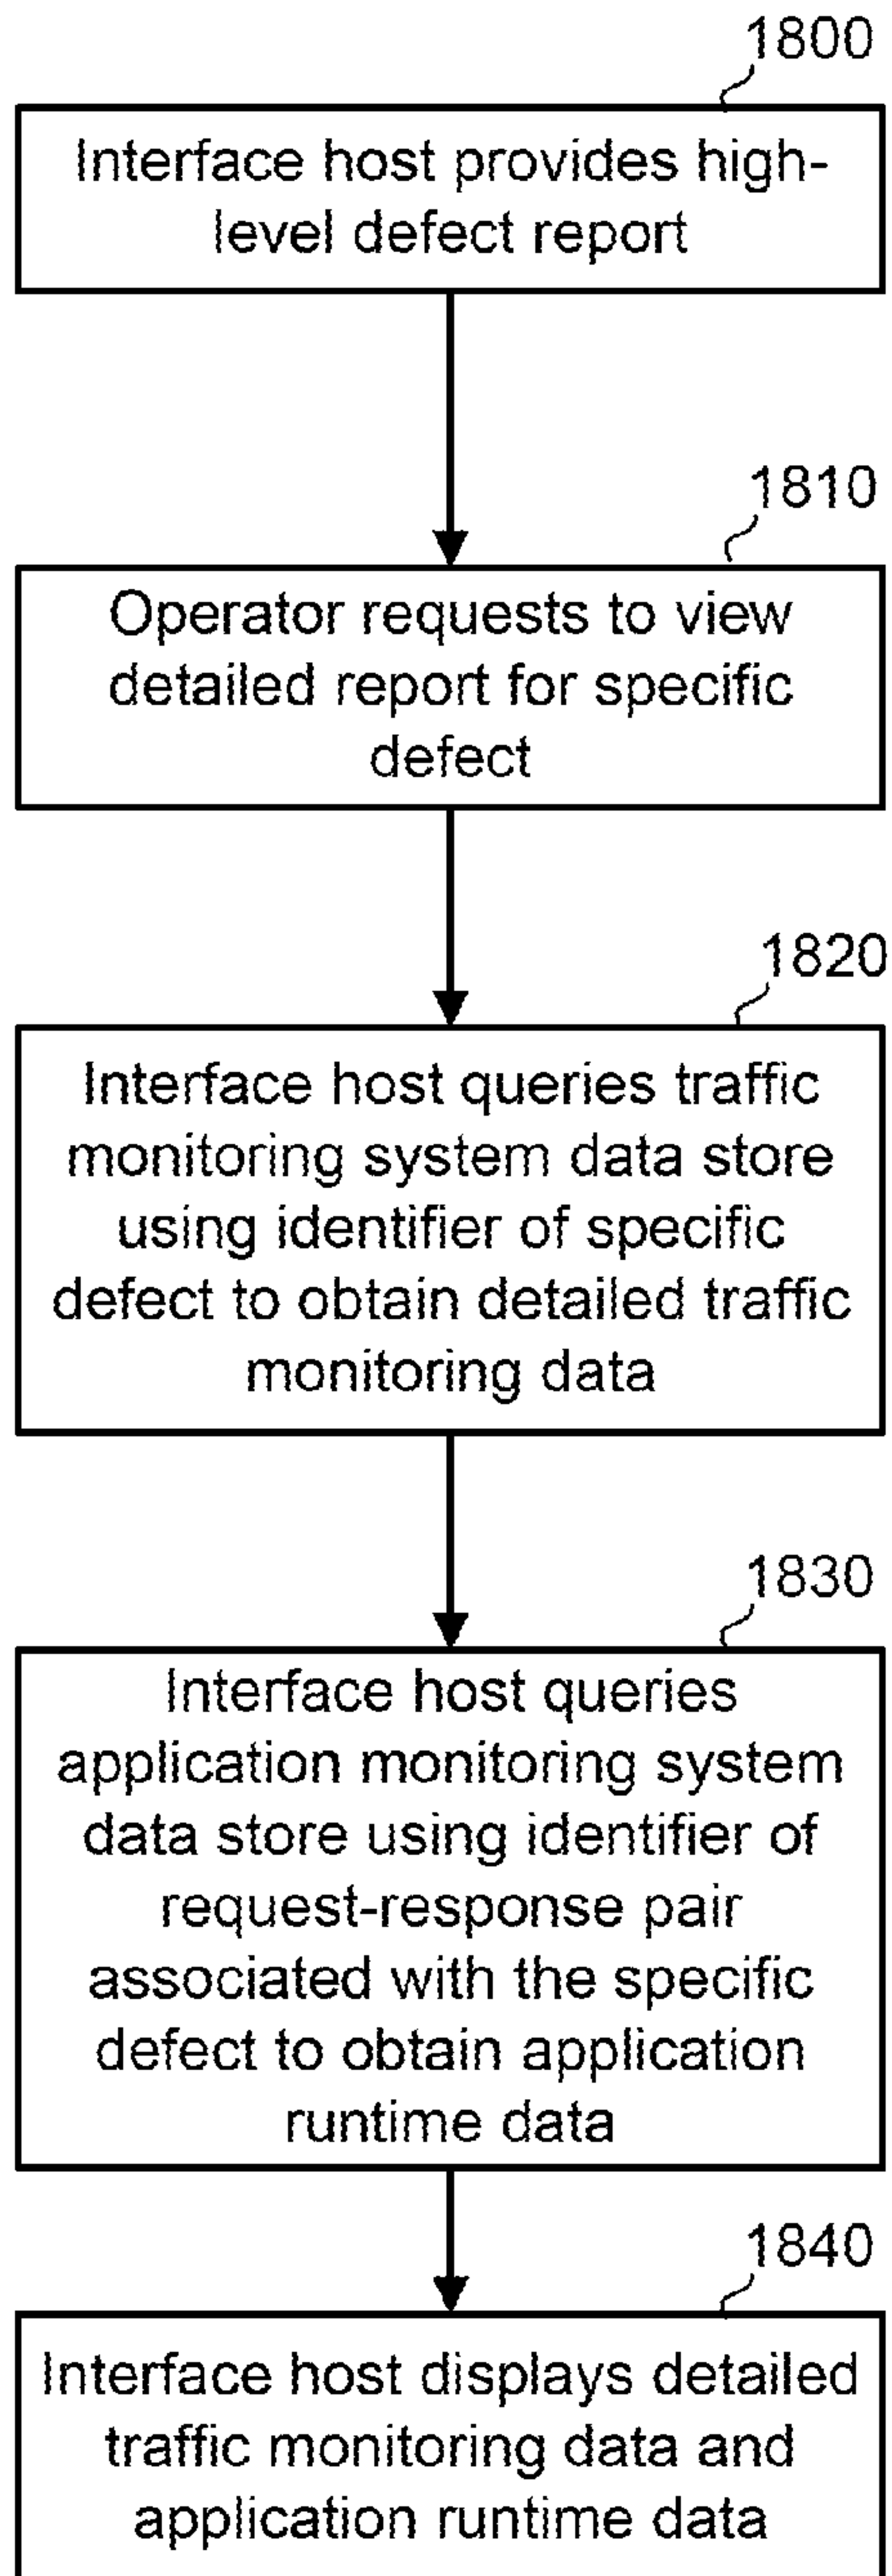 1800
Interface host provides high-
level defect report
1810
Operator requests to view
detailed report for specific
defect
1820
Interface host queries traffic
monitoring system data store
using identifier of specific
defect to obtain detailed traffic
monitoring data
1830
Interface host queries
application monitoring system
data store using identifier of
request-response pair
associated with the specific
defect to obtain application
runtime data
1840
Interface host displays detailed
traffic monitoring data and
application runtime data